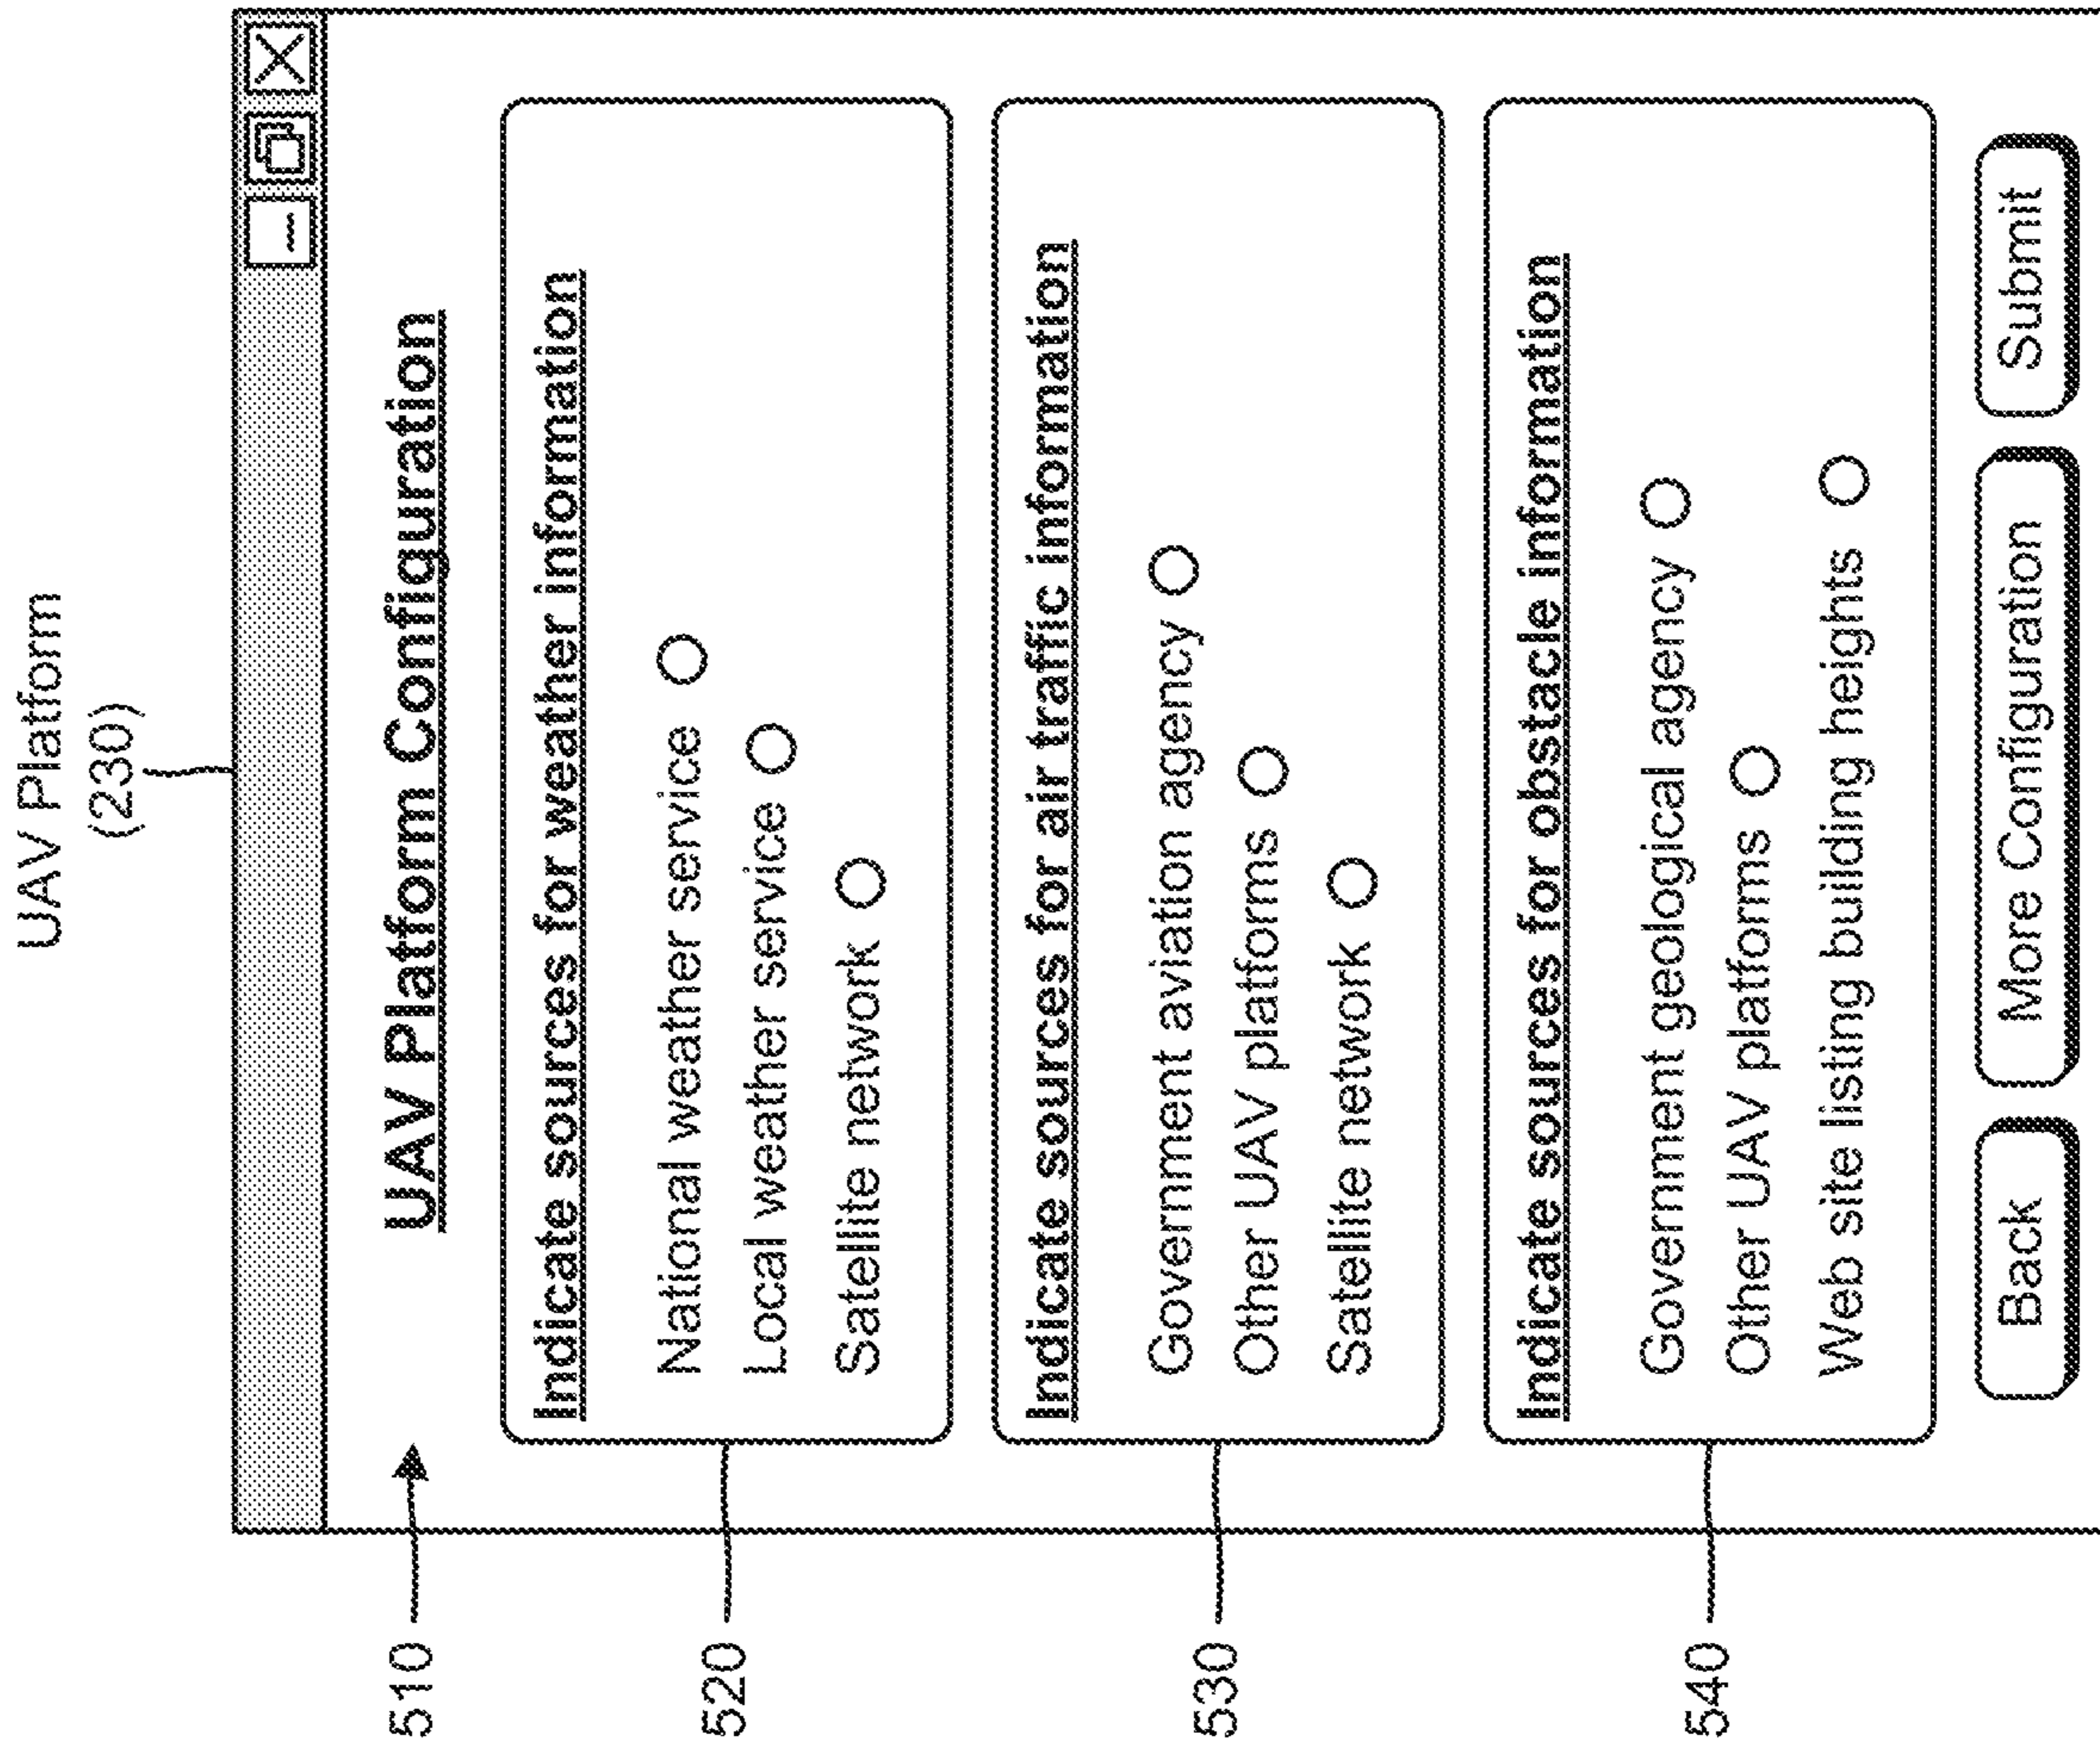 UAV Platform
(230)
510
UAV Platform Configuration
520
Indicate sources for weather information
National weather service
Local weather service
Satellite network
530
Indicate sources for air traffic information
Government aviation agency
Other UAV platforms
Satellite network
540
Indicate sources for obstacle information
Government geological agency
Other UAV platforms
Web site listing building heights
Back
More Configuration
Submit